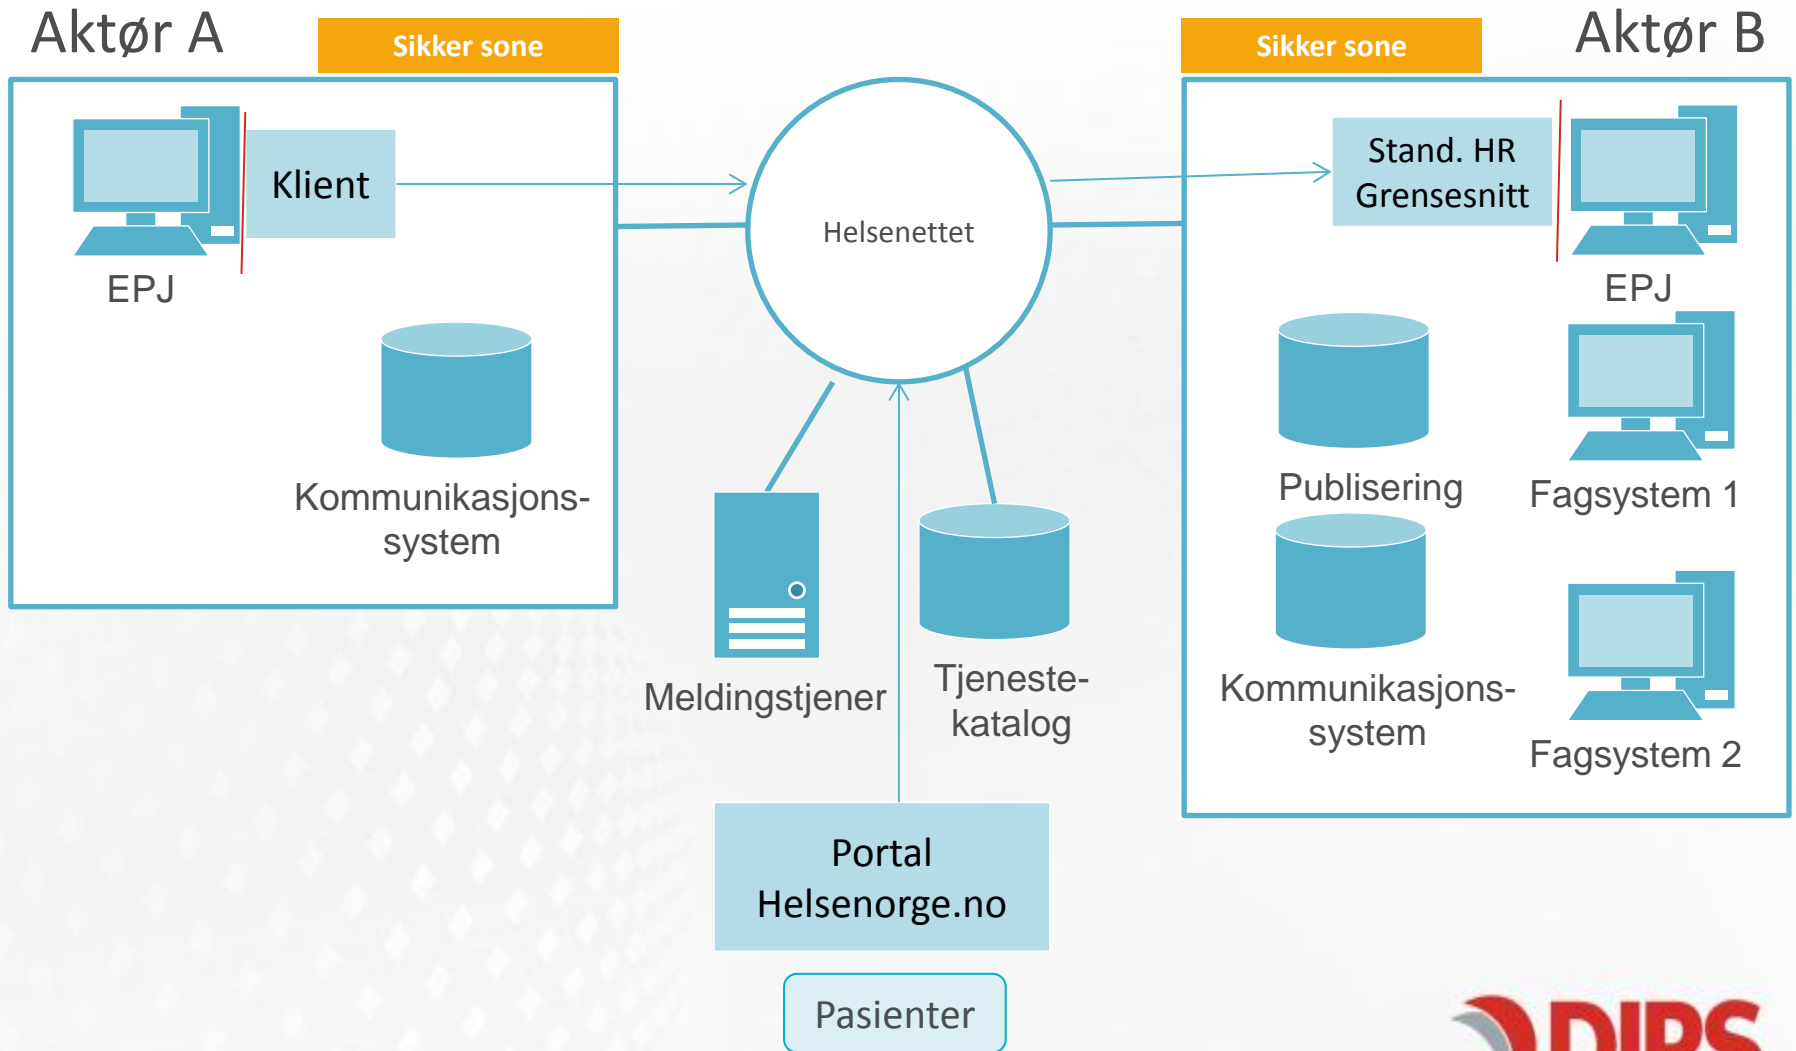 Aktør A
Sikker sone
Sikker sone
Aktør B
Klient
EPJ
Kommunikasjons-
system
Helsenettet
Stand. HR
Grensesnitt
EPJ
Publisering
Fagsystem 1
Kommunikasjons-
system
Fagsystem 2
Meldingstjener
Tjeneste-
katalog
Portal
Helsenorge.no
Pasienter
DIPS